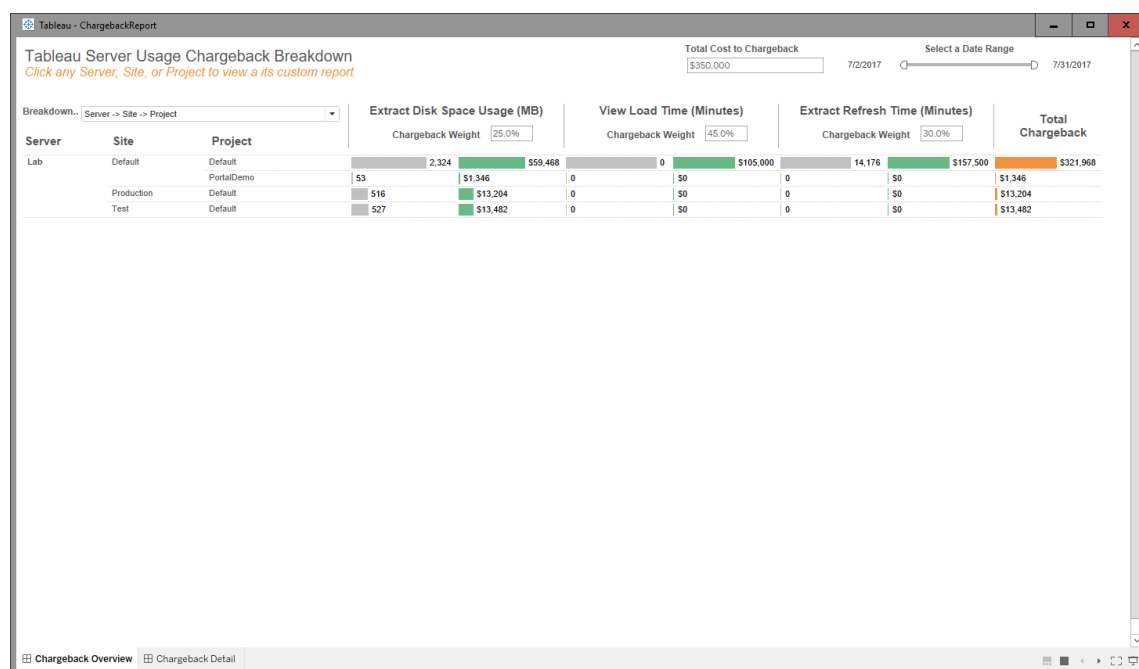 Tableau - ChargebackReport
Tableau Server Usage Chargeback Breakdown
Click any Server, Site, or Project to view a its custom report
Total Cost to Chargeback
$350,000
Select a Date Range
7/2/2017 7/31/2017
Breakdown.. Server -> Site -> Project
Extract Disk Space Usage (MB) View Load Time (Minutes) Extract Refresh Time (Minutes) Total Chargeback
Chargeback Weight 25.0% Chargeback Weight 45.0% Chargeback Weight 30.0%
Server Site Project
Lab Default Default 2,324 $59,468 0 $105,000 14,176 $157,500 $321,968
PortalDemo 53 $1,346 0 $0 0 $0 $1,346
Production Default 516 $13,204 0 $0 0 $0 $13,204
Test Default 527 $13,482 0 $0 0 $0 $13,482
Chargeback Overview Chargeback Detail